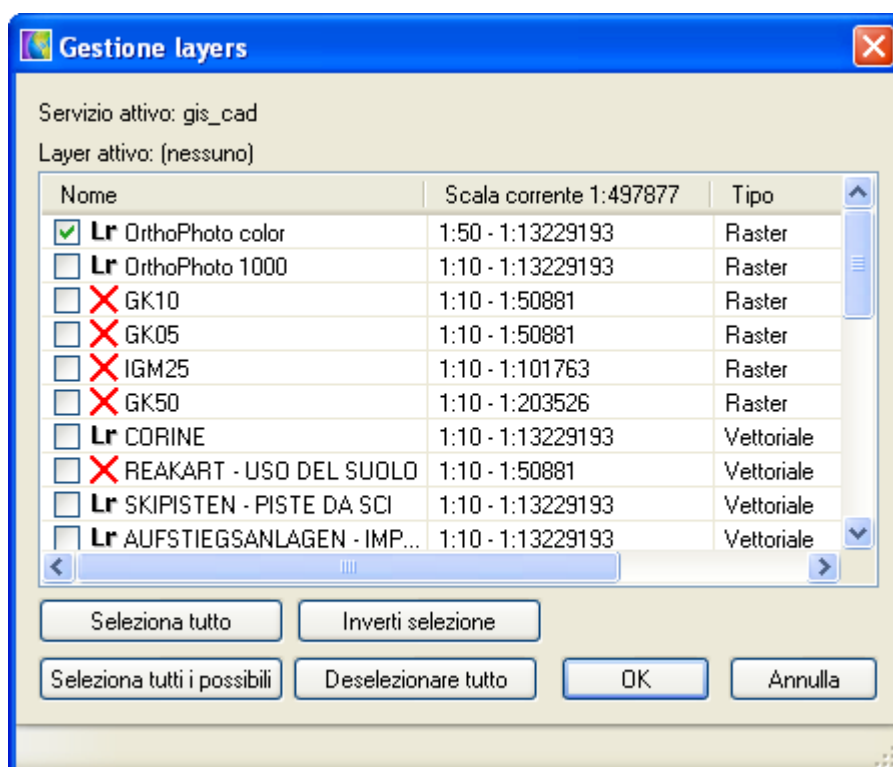 Gestione layers
Servizio attivo: gis_cad
Layer attivo: (nessuno)
Nome Scala corrente 1:497877 Tipo
Lr OrthoPhoto color 1:50 - 1:13229193 Raster
Lr OrthoPhoto 1000 1:10 - 1:13229193 Raster
GK10 1:10 - 1:50881 Raster
GK05 1:10 - 1:50881 Raster
IGM25 1:10 - 1:101763 Raster
GK50 1:10 - 1:203526 Raster
Lr CORINE 1:10 - 1:13229193 Vettoriale
REAKART - USO DEL SUOLO 1:10 - 1:50881 Vettoriale
Lr SKIPISTEN - PISTE DA SCI 1:10 - 1:13229193 Vettoriale
Lr AUFSTIEGSANLAGEN - IMP... 1:10 - 1:13229193 Vettoriale
Seleziona tutto Inverti selezione
Seleziona tutti i possibili Deselezionare tutto OK Annulla